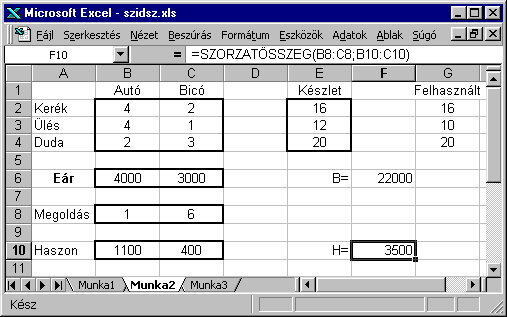 Microsoft Excel - szidsz.xls
Fájl Szerkesztés Nézet Beszúrás Formátum Eszközök Adatok Ablak Súgó
F10 = =SZORZATÖSSZEG(B8:C8;B10:C10)
A B C D E F G
1 Autó Bicó Készlet Felhasznált
2 Kerék 4 2 16 16
3 Ülés 4 1 12 10
4 Duda 2 3 20 20
5
6 Eár 4000 3000 B= 22000
7
8 Megoldás 1 6
9
10 Haszon 1100 400 H= 3500
11
Munka1 Munka2 Munka3
Kész